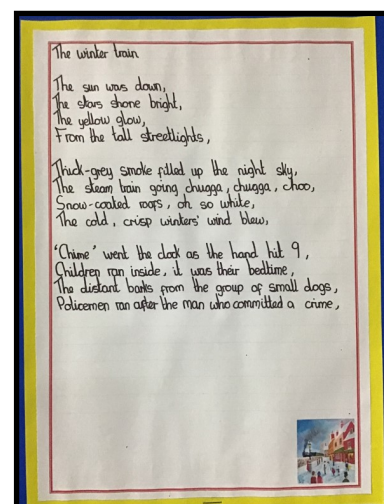 The winter train
The sun was down,
The stars shone bright,
The yellow glow,
From the tall streetlights,
Thick-grey smoke filled up the night sky,
The steam train going chugga, chugga, choo,
Snow-coated roofs, oh so white,
The cold, crisp winters' wind blew,
'Chime' went the clock as the hand hit 9,
Children ran inside, it was their bedtime,
The distant barks from the group of small dogs,
Policemen ran after the man who committed a crime,